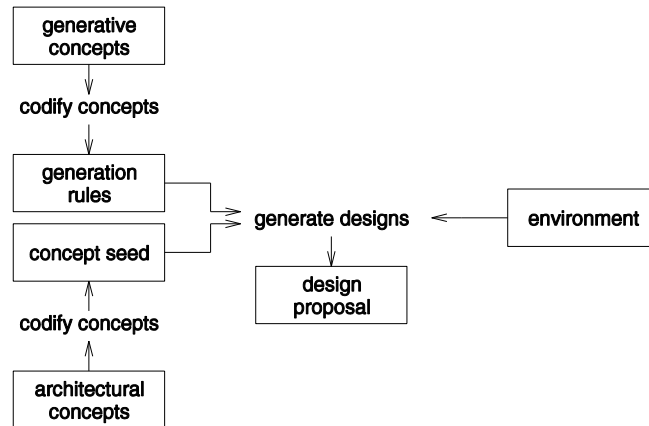 generative
concepts
codify concepts
generation
rules
generate designs
environment
concept seed
design
proposal
codify concepts
architectural
concepts